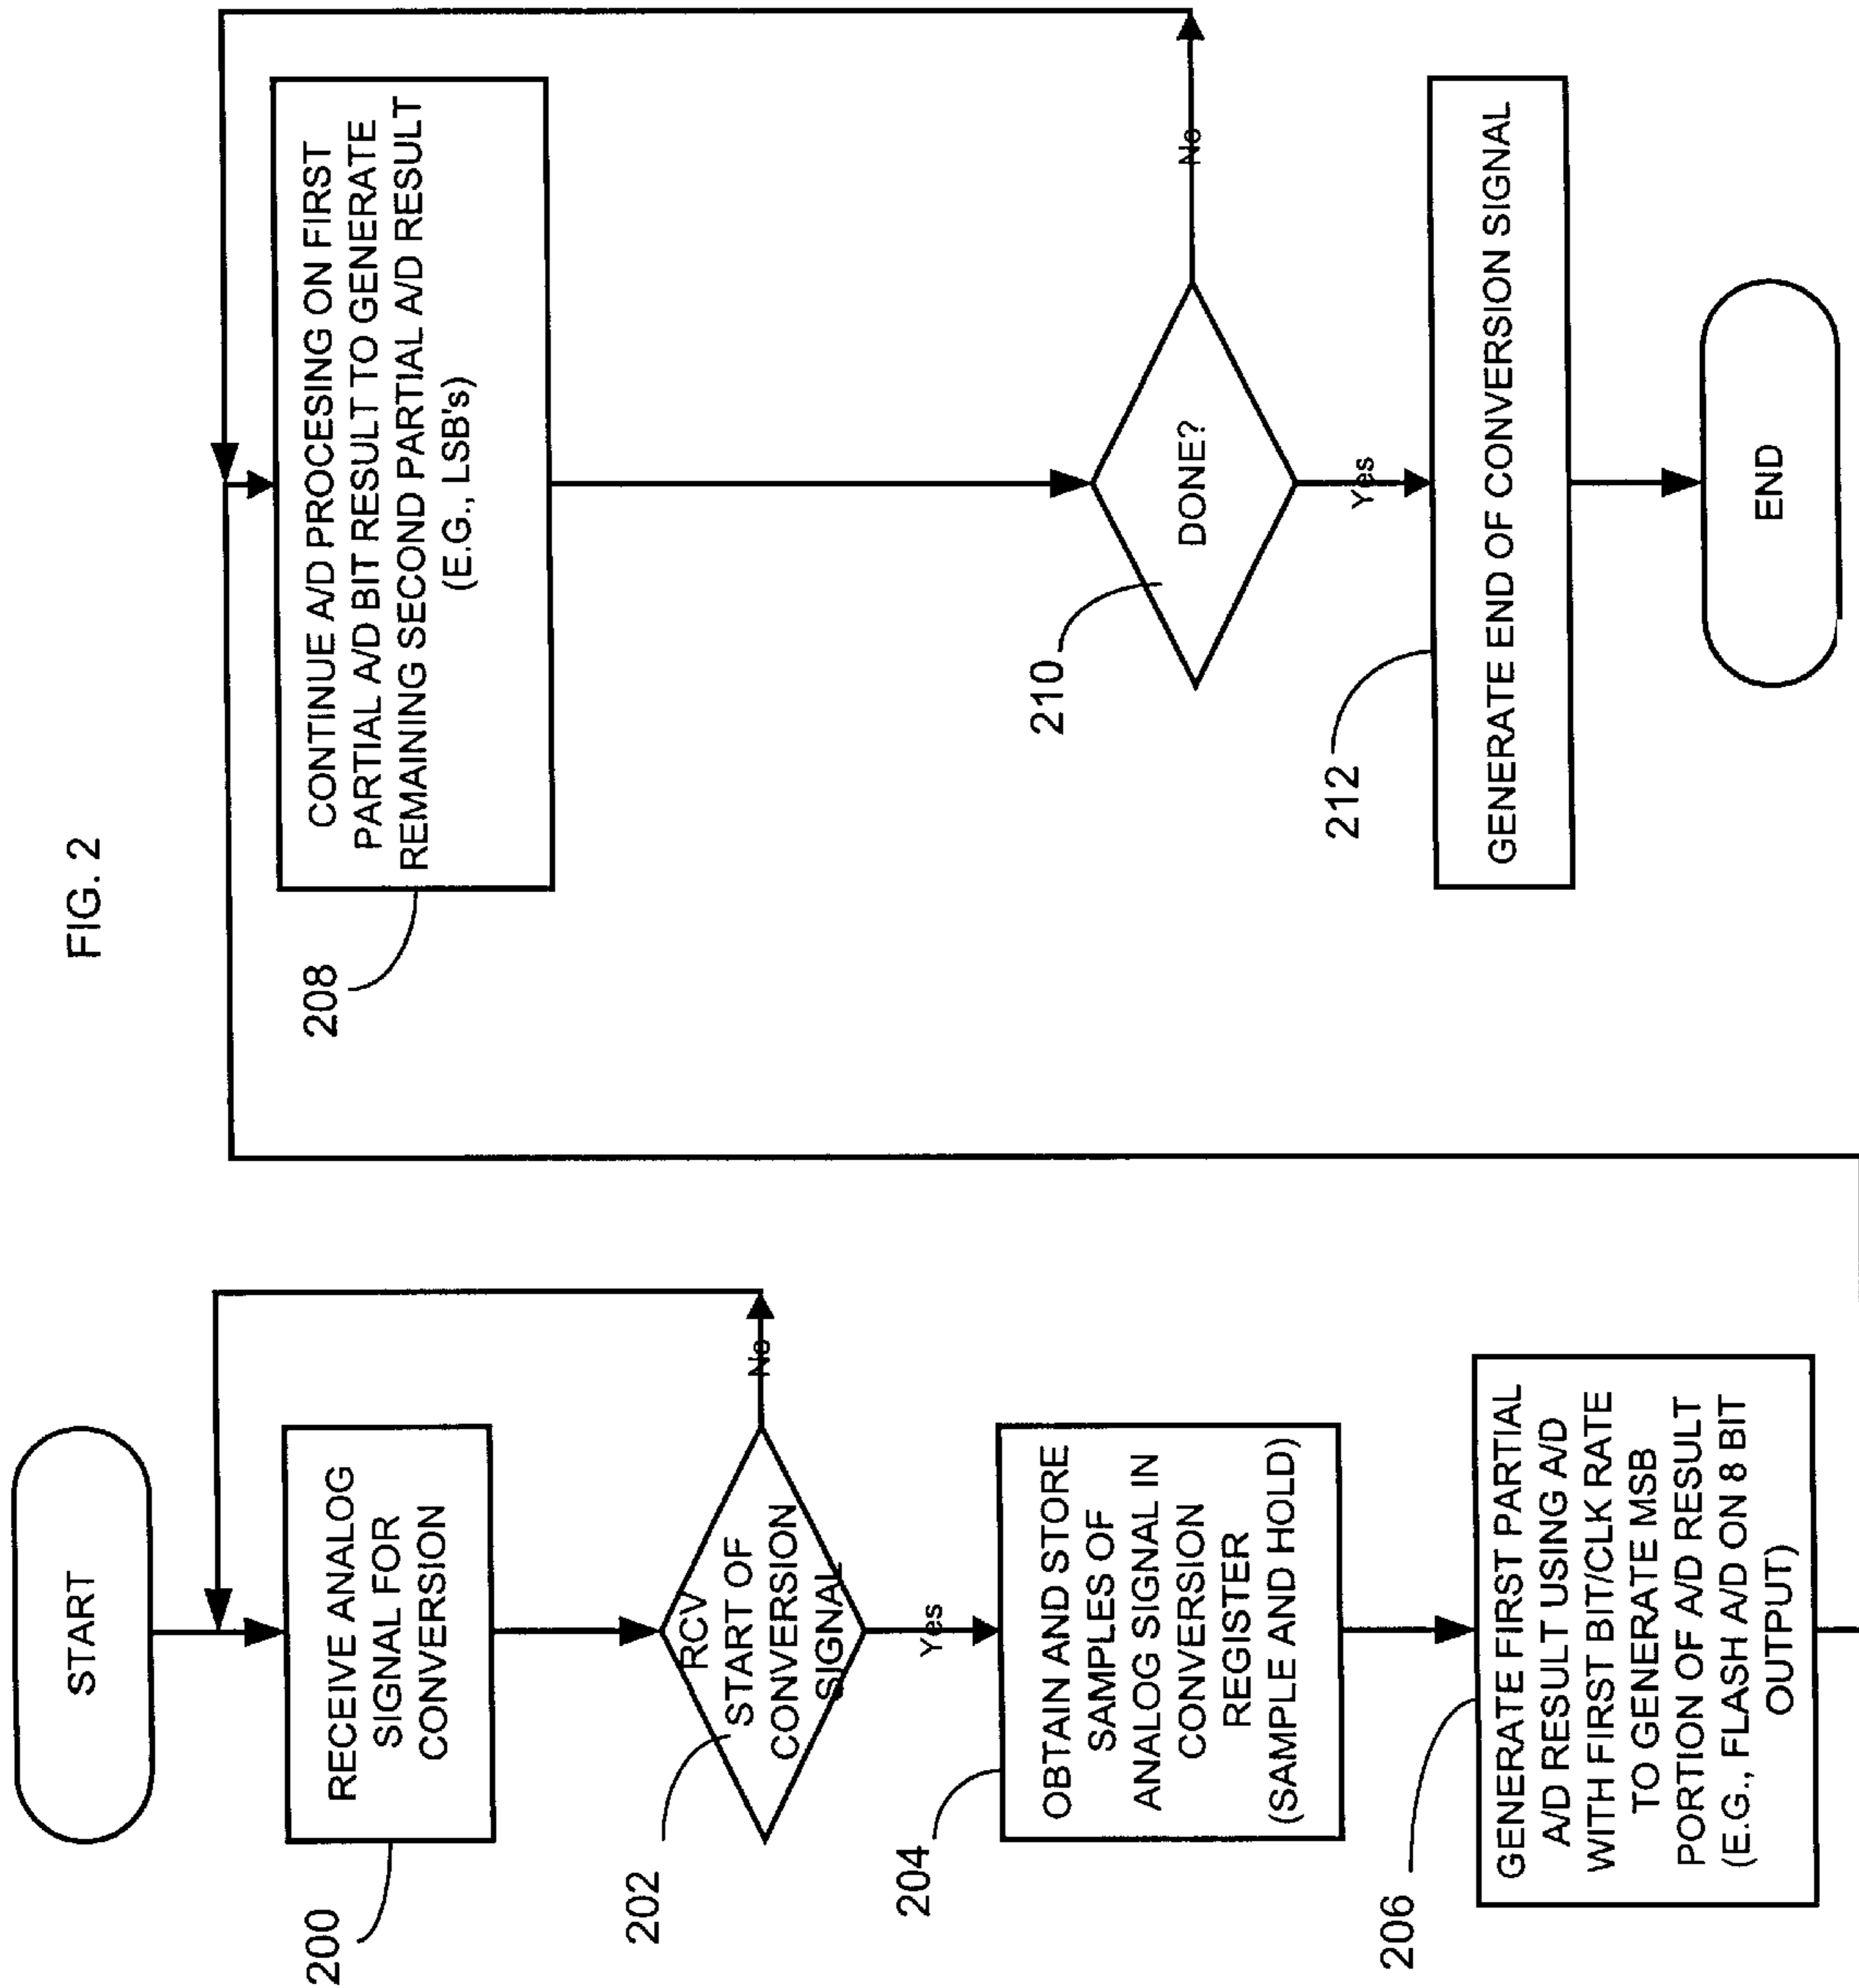 FIG. 2
START
RECEIVE ANALOG
SIGNAL FOR
CONVERSION
200
RCV
START OF
CONVERSION
SIGNAL
202
No
Yes
OBTAIN AND STORE
SAMPLES OF
ANALOG SIGNAL IN
CONVERSION
REGISTER
(SAMPLE AND HOLD)
204
GENERATE FIRST PARTIAL
A/D RESULT USING A/D
WITH FIRST BIT/CLK RATE
TO GENERATE MSB
PORTION OF A/D RESULT
(E.G., FLASH A/D ON 8 BIT
OUTPUT)
206
CONTINUE A/D PROCESING ON FIRST
PARTIAL A/D BIT RESULT TO GENERATE
REMAINING SECOND PARTIAL A/D RESULT
(E.G., LSB's)
208
DONE?
210
No
Yes
GENERATE END OF CONVERSION SIGNAL
212
END